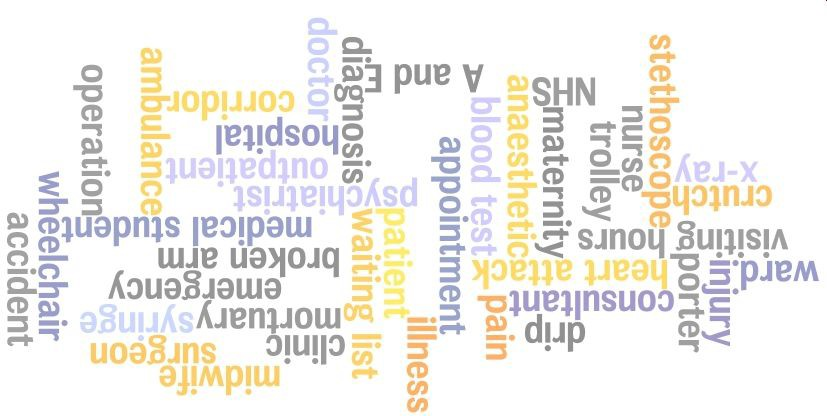 accident
wheelchair
operation
ambulance
corridor
doctor
diagnosis
A and E
hospital
outpatient
psychiatrist
medical student
broken arm
emergency
mortuary
syringe
surgeon
clinic
midwife
waiting list
patient
illness
appointment
blood test
anaesthetic
NHS
maternity
trolley
nurse
stethoscope
x-ray
crutch
visiting hours
heart attack
consultant
pain
drip
porter
injury
ward